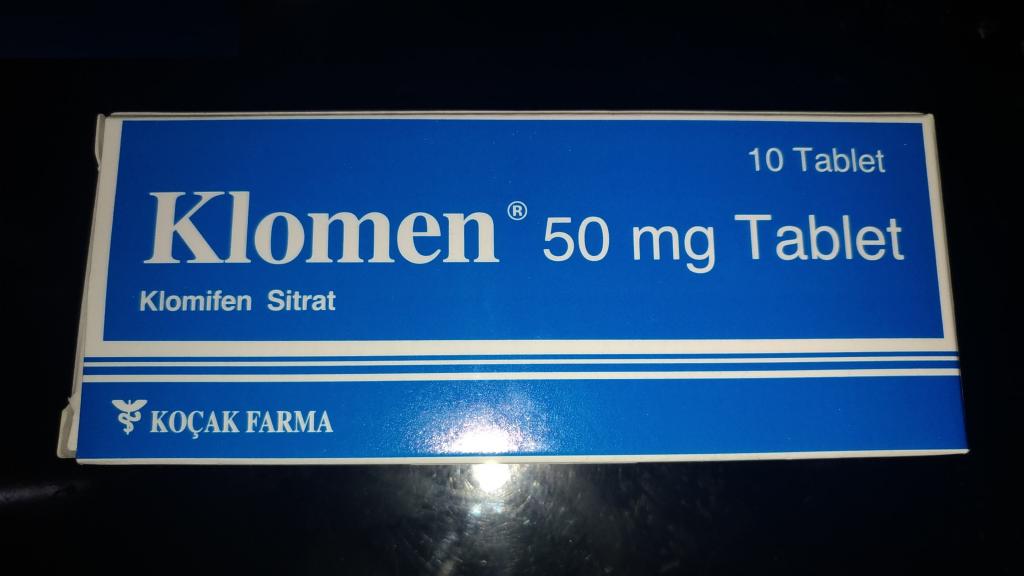 10 Tablet
Klomen® 50 mg Tablet
Klomifen Sitrat
KOÇAK FARMA